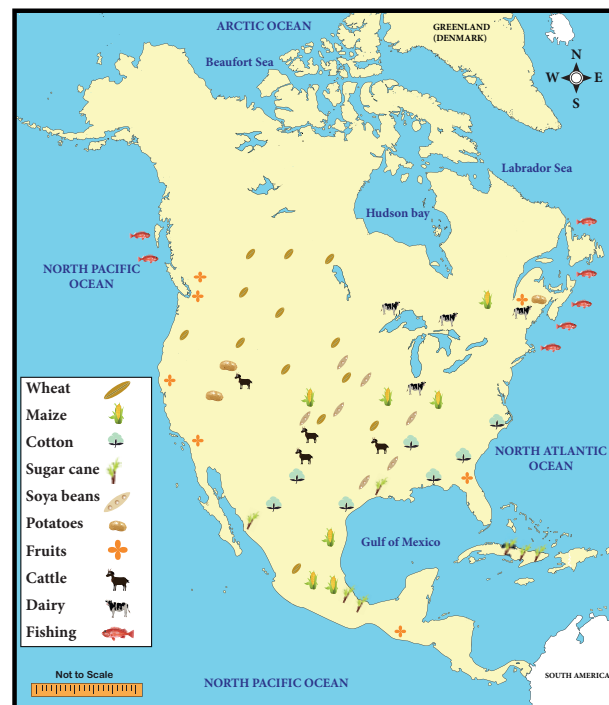 ARCTIC OCEAN
GREENLAND
(DENMARK)
Beaufort Sea
N
W
E
S
Labrador Sea
Hudson bay
NORTH PACIFIC
OCEAN
Wheat
Maize
Cotton
Sugar cane
Soya beans
Potatoes
Fruits
Cattle
Dairy
Fishing
NORTH ATLANTIC
OCEAN
Gulf of Mexico
Not to Scale
NORTH PACIFIC OCEAN
SOUTH AMERICA